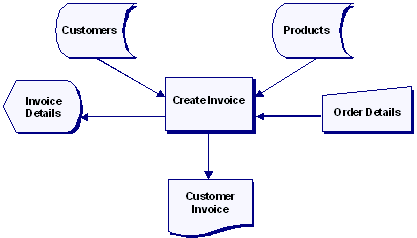 Customers
Products
Invoice
Details
Create Invoice
Order Details
Customer
Invoice